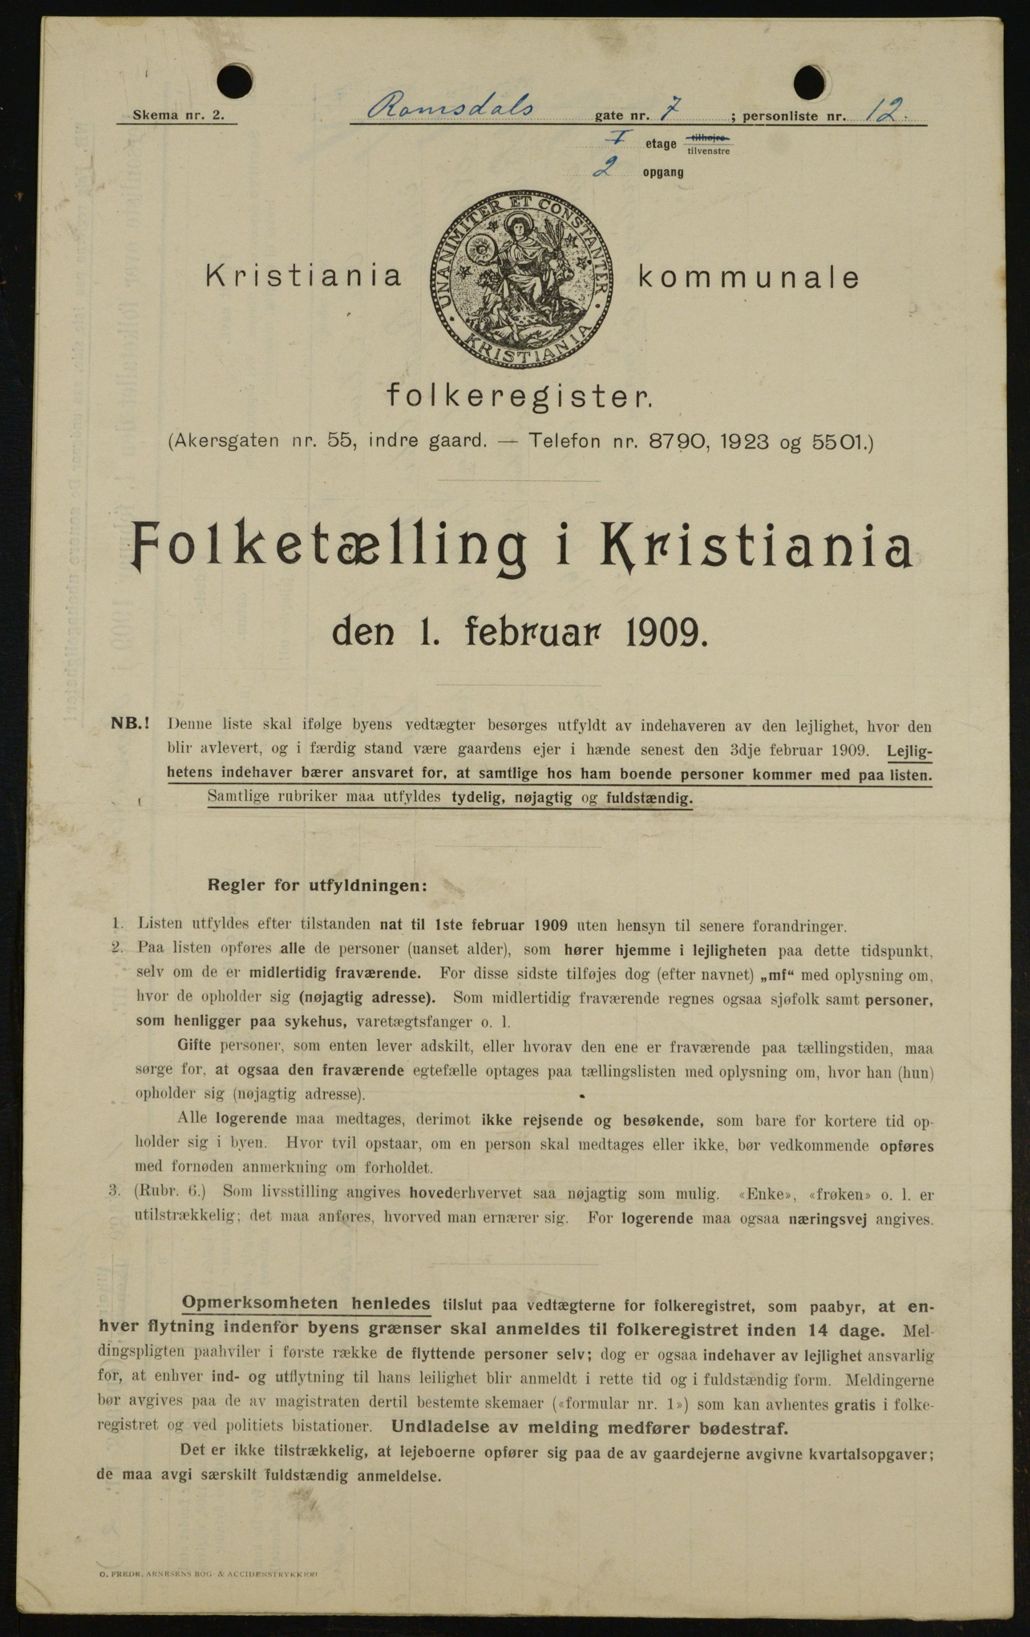 Skema nr. 2.
Romsdals gate nr. 7 ; personliste nr. 12.
I etage tilhøjre tilvenstre
2 opgang
UNANIMITER ET CONSTANTER
KRISTIANIA
Kristiania kommunale
folkeregister.
(Akersgaten nr. 55, indre gaard. — Telefon nr. 8790, 1923 og 5501.)
Folketælling i Kristiania
den 1. februar 1909.
NB.! Denne liste skal ifølge byens vedtægter besørges utfyldt av indehaveren av den lejlighet, hvor den
blir avlevert, og i færdig stand være gaardens ejer i hænde senest den 3dje februar 1909. Lejlig-
hetens indehaver bærer ansvaret for, at samtlige hos ham boende personer kommer med paa listen.
Samtlige rubriker maa utfyldes tydelig, nøjagtig og fuldstændig.
Regler for utfyldningen:
1. Listen utfyldes efter tilstanden nat til 1ste februar 1909 uten hensyn til senere forandringer.
2. Paa listen opføres alle de personer (uanset alder), som hører hjemme i lejligheten paa dette tidspunkt,
selv om de er midlertidig fraværende. For disse sidste tilføjes dog (efter navnet) „mf“ med oplysning om,
hvor de opholder sig (nøjagtig adresse). Som midlertidig fraværende regnes ogsaa sjøfolk samt personer,
som henligger paa sykehus, varetægtsfanger o. l.
Gifte personer, som enten lever adskilt, eller hvorav den ene er fraværende paa tællingstiden, maa
sørge for, at ogsaa den fraværende egtefælle optages paa tællingslisten med oplysning om, hvor han (hun)
opholder sig (nøjagtig adresse).
Alle logerende maa medtages, derimot ikke rejsende og besøkende, som bare for kortere tid op-
holder sig i byen. Hvor tvil opstaar, om en person skal medtages eller ikke, bør vedkommende opføres
med fornøden anmerkning om forholdet.
3. (Rubr. 6.) Som livsstilling angives hovederhvervet saa nøjagtig som mulig. «Enke», «frøken» o. l. er
utilstrækkelig; det maa anføres, hvorved man ernærer sig. For logerende maa ogsaa næringsvej angives.
Opmerksomheten henledes tilslut paa vedtægterne for folkeregistret, som paabyr, at en-
hver flytning indenfor byens grænser skal anmeldes til folkeregistret inden 14 dage. Mel-
dingspligten paahviler i første række de flyttende personer selv; dog er ogsaa indehaver av lejlighet ansvarlig
for, at enhver ind- og utflytning til hans leilighet blir anmeldt i rette tid og i fuldstændig form. Meldingerne
bør avgives paa de av magistraten dertil bestemte skemaer («formular nr. 1») som kan avhentes gratis i folke-
registret og ved politiets bistationer. Undladelse av melding medfører bødestraf.
Det er ikke tilstrækkelig, at lejeboerne opfører sig paa de av gaardejerne avgivne kvartalsopgaver;
de maa avgi særskilt fuldstændig anmeldelse.
O. FREDR. ARNESENS BOG- & ACCIDENSTRYKKERI